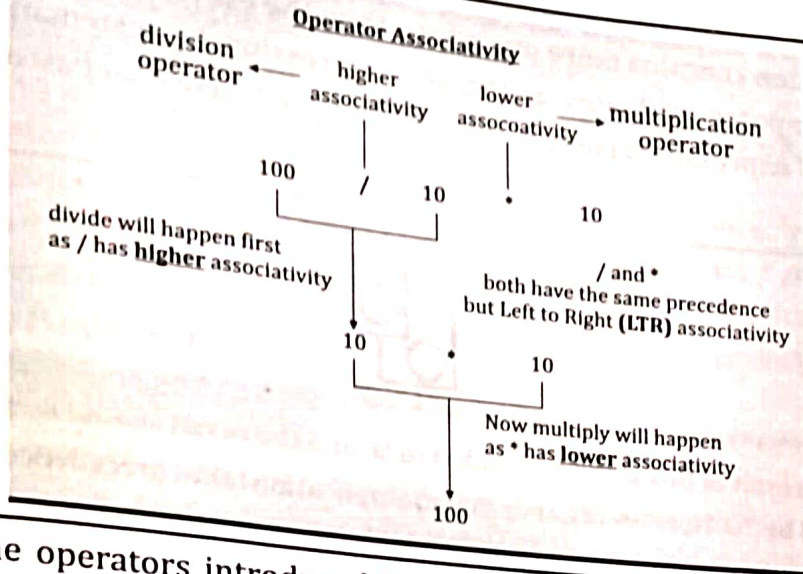 Operator Associativity
division
operator
higher
associativity
lower
assocoativity
multiplication
operator
100 / 10 * 10
divide will happen first
as / has higher associativity
/ and *
both have the same precedence
but Left to Right (LTR) associativity
10 * 10
Now multiply will happen
as * has lower associativity
100
operators